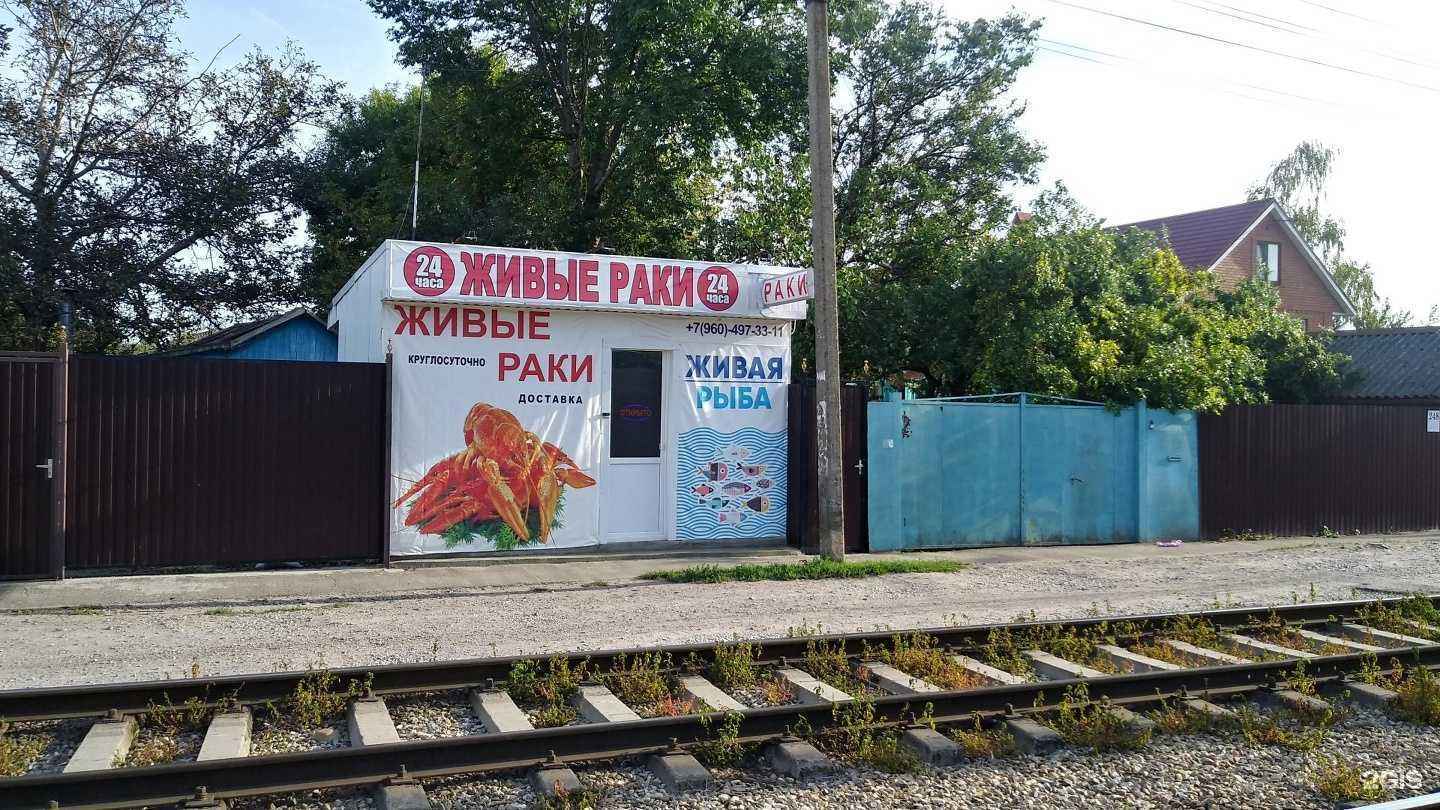 24 часа ЖИВЫЕ РАКИ 24 часа
РАКИ
ЖИВЫЕ
РАКИ
КРУГЛОСУТОЧНО
ДОСТАВКА
+7(960)-497-33-11
ЖИВАЯ
РЫБА
ОТКРЫТО
2GIS